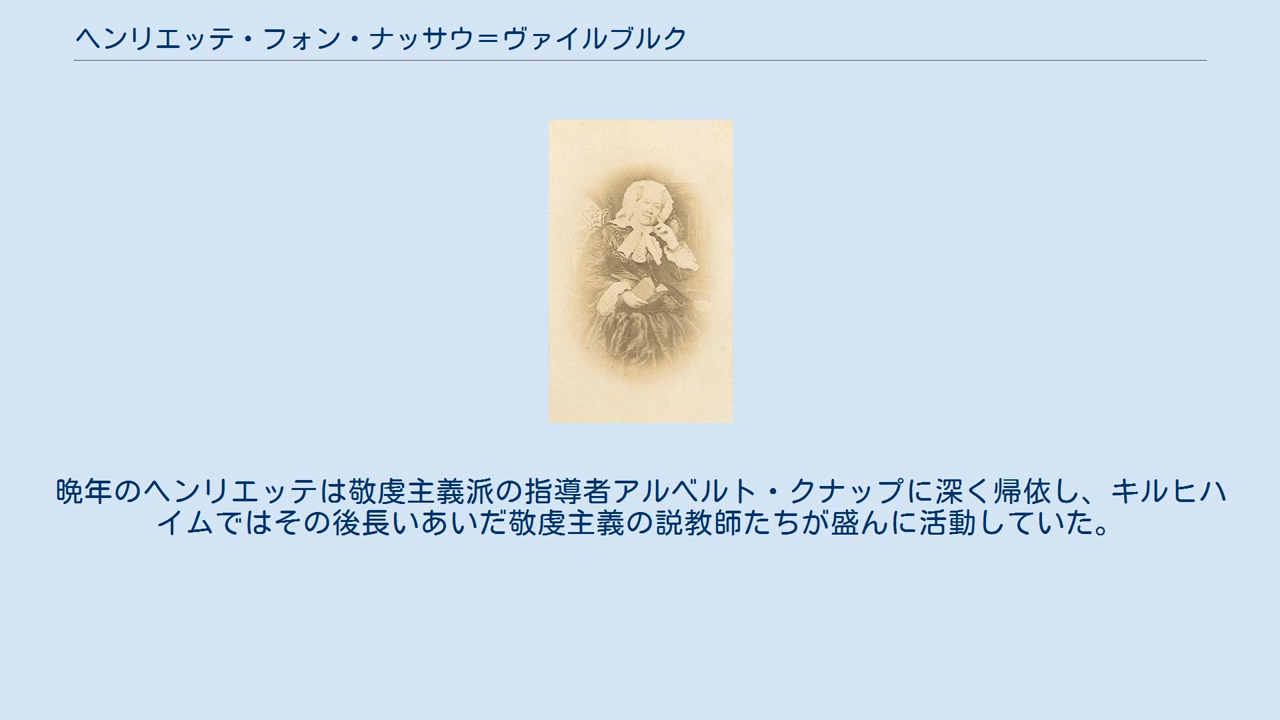 ヘンリエッテ・フォン・ナッサウ＝ヴァイルブルク
晩年のヘンリエッテは敬虔主義派の指導者アルベルト・クナップに深く帰依し、キルヒハ
イムではその後長いあいだ敬虔主義の説教師たちが盛んに活動していた。